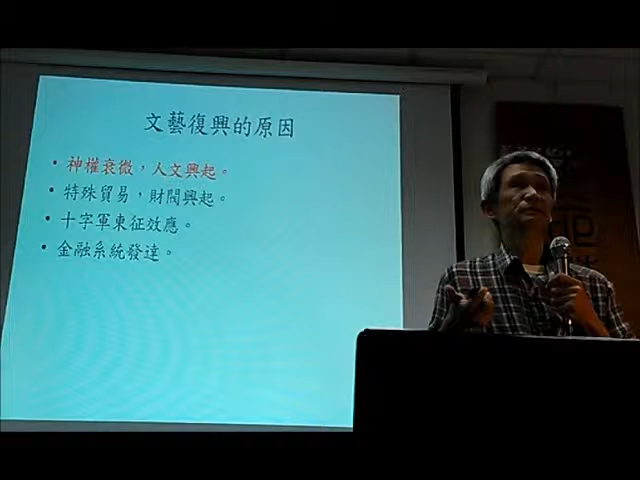 文藝復興的原因
• 神權衰微，人文興起。
• 特殊貿易，財閥興起。
• 十字軍東征效應。
• 金融系統發達。